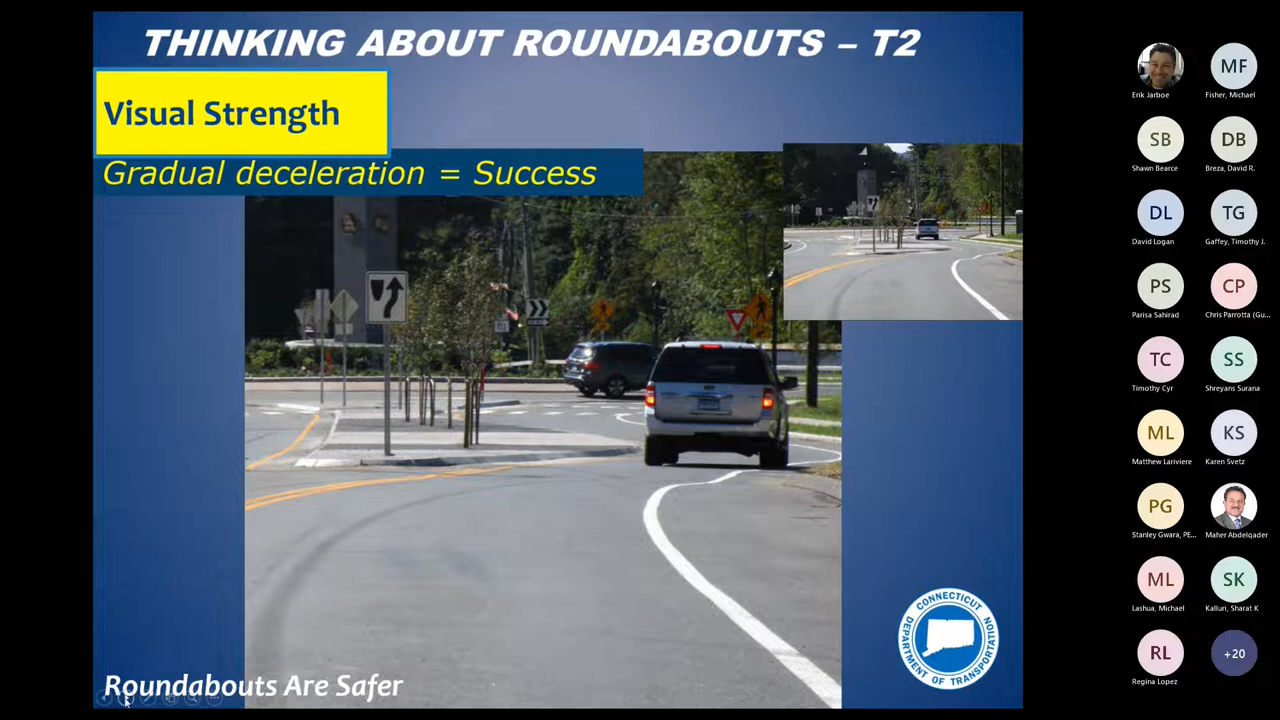 THINKING ABOUT ROUNDABOUTS – T2
Visual Strength
Gradual deceleration = Success
Roundabouts Are Safer
CONNECTICUT
DEPARTMENT OF TRANSPORTATION
Erik Jarboe
MF
Fisher, Michael
SB
Shawn Bearce
DB
Breza, David R.
DL
David Logan
TG
Gaffey, Timothy J.
PS
Parisa Sahirad
CP
Chris Parrotta (Gu...
TC
Timothy Cyr
SS
Shreyans Surana
ML
Matthew Lariviere
KS
Karen Svetz
PG
Stanley Gwara, PE...
Maher Abdelqader
ML
Lashua, Michael
SK
Kalluri, Sharat K
RL
Regina Lopez
+20